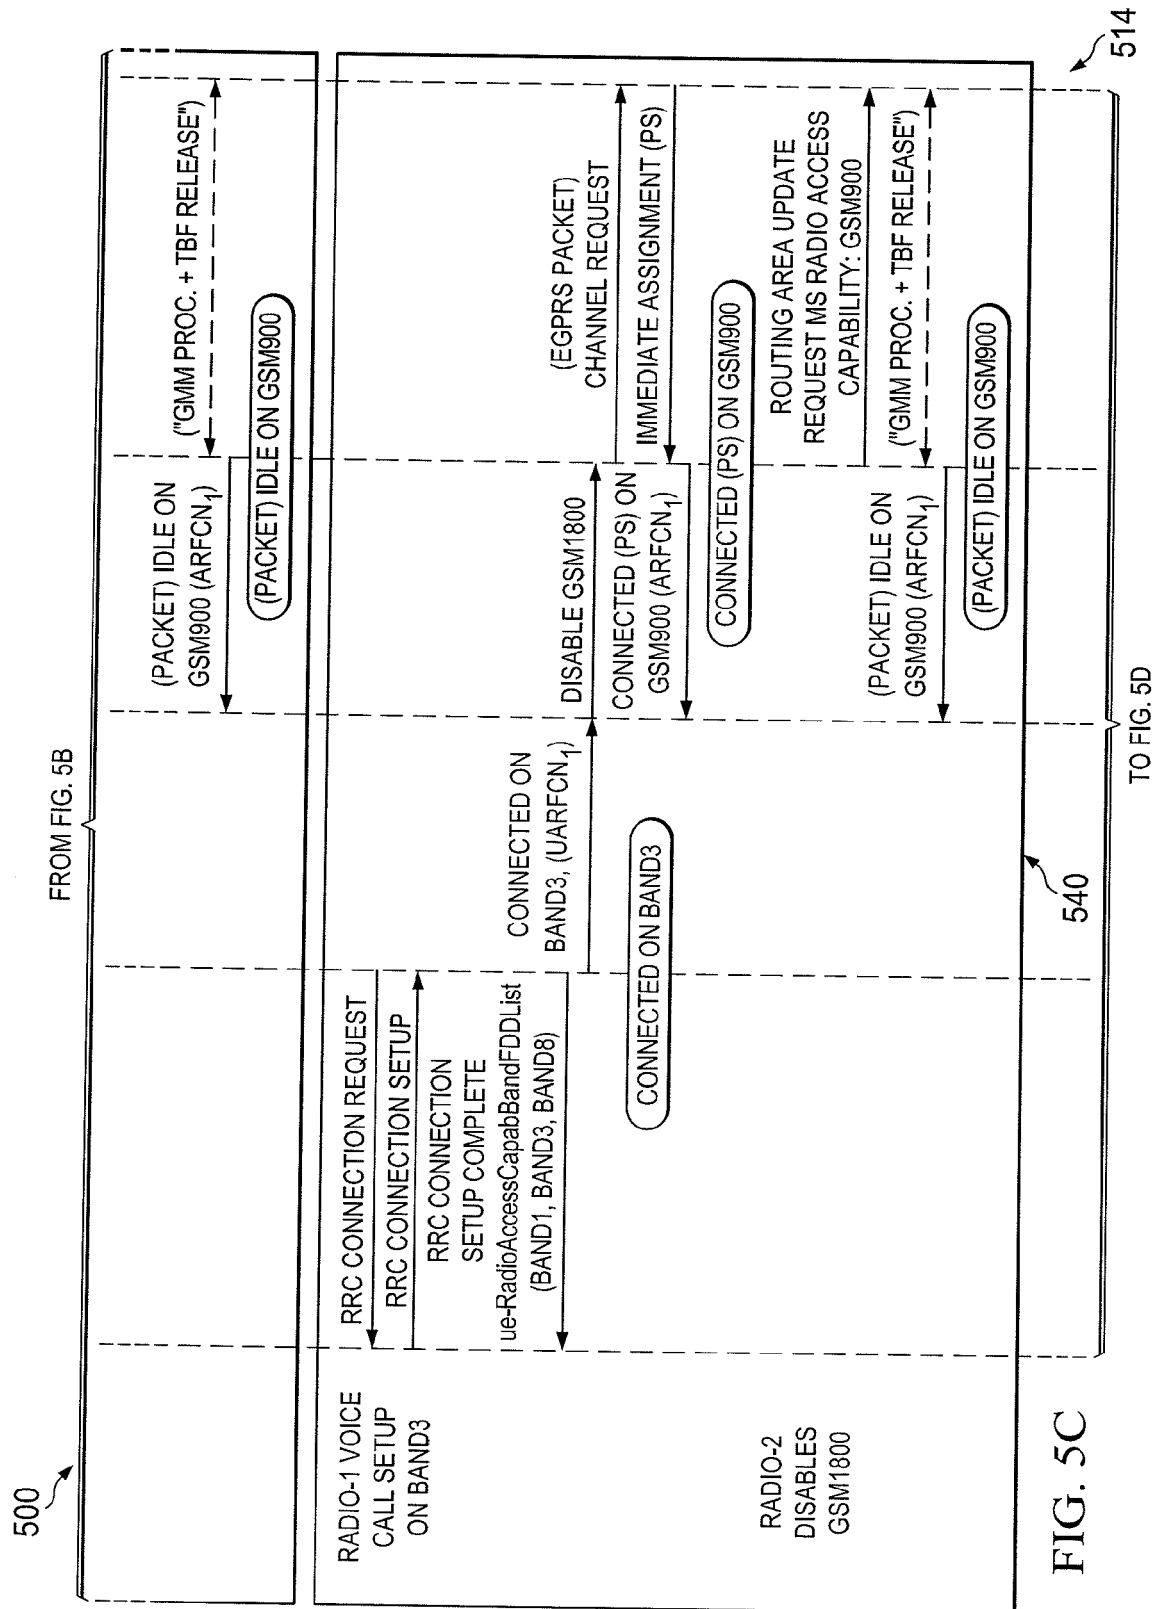 500
FROM FIG. 5B
514
("GMM PROC. + TBF RELEASE")
(PACKET) IDLE ON
GSM900 (ARFCN1)
(PACKET) IDLE ON GSM900
RADIO-1 VOICE
CALL SETUP
ON BAND3
RRC CONNECTION REQUEST
RRC CONNECTION SETUP
RRC CONNECTION
SETUP COMPLETE
ue-RadioAccessCapabBandFDDList
(BAND1, BAND3, BAND8)
CONNECTED ON
BAND3, (UARFCN1)
CONNECTED ON BAND3
DISABLE GSM1800
(EGPRS PACKET)
CHANNEL REQUEST
IMMEDIATE ASSIGNMENT (PS)
CONNECTED (PS) ON
GSM900 (ARFCN1)
CONNECTED (PS) ON GSM900
RADIO-2
DISABLES
GSM1800
ROUTING AREA UPDATE
REQUEST MS RADIO ACCESS
CAPABILITY: GSM900
("GMM PROC. + TBF RELEASE")
(PACKET) IDLE ON
GSM900 (ARFCN1)
(PACKET) IDLE ON GSM900
540
TO FIG. 5D
FIG. 5C